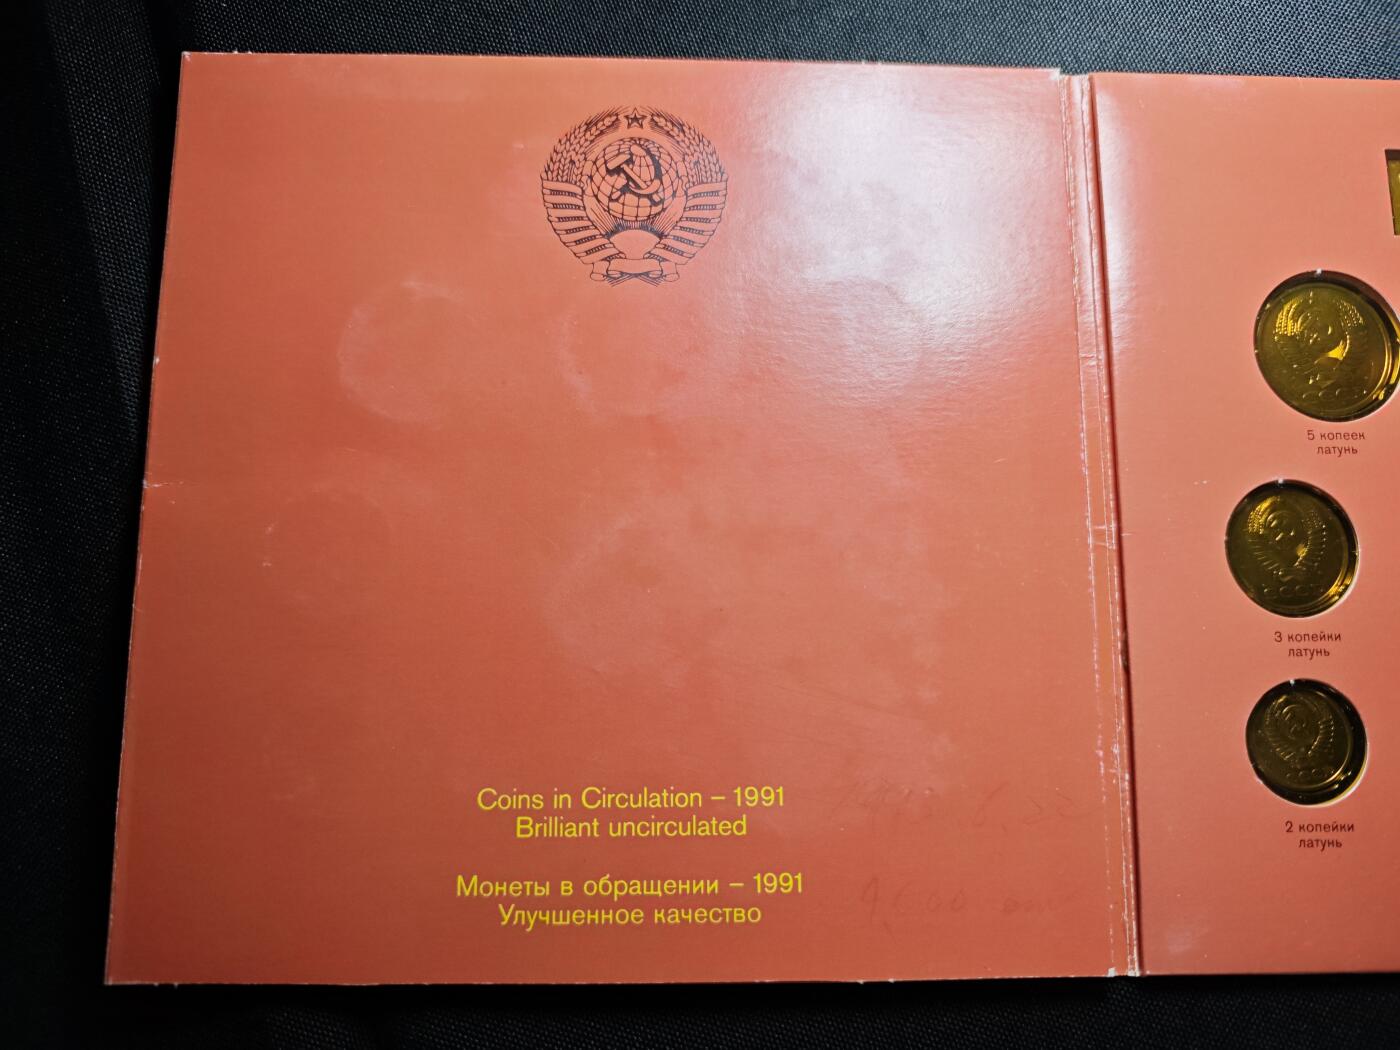 Coins in Circulation – 1991
Brilliant uncirculated
Монеты в обращении – 1991
Улучшенное качество
5 копеек
латунь
3 копейки
латунь
2 копейки
латунь